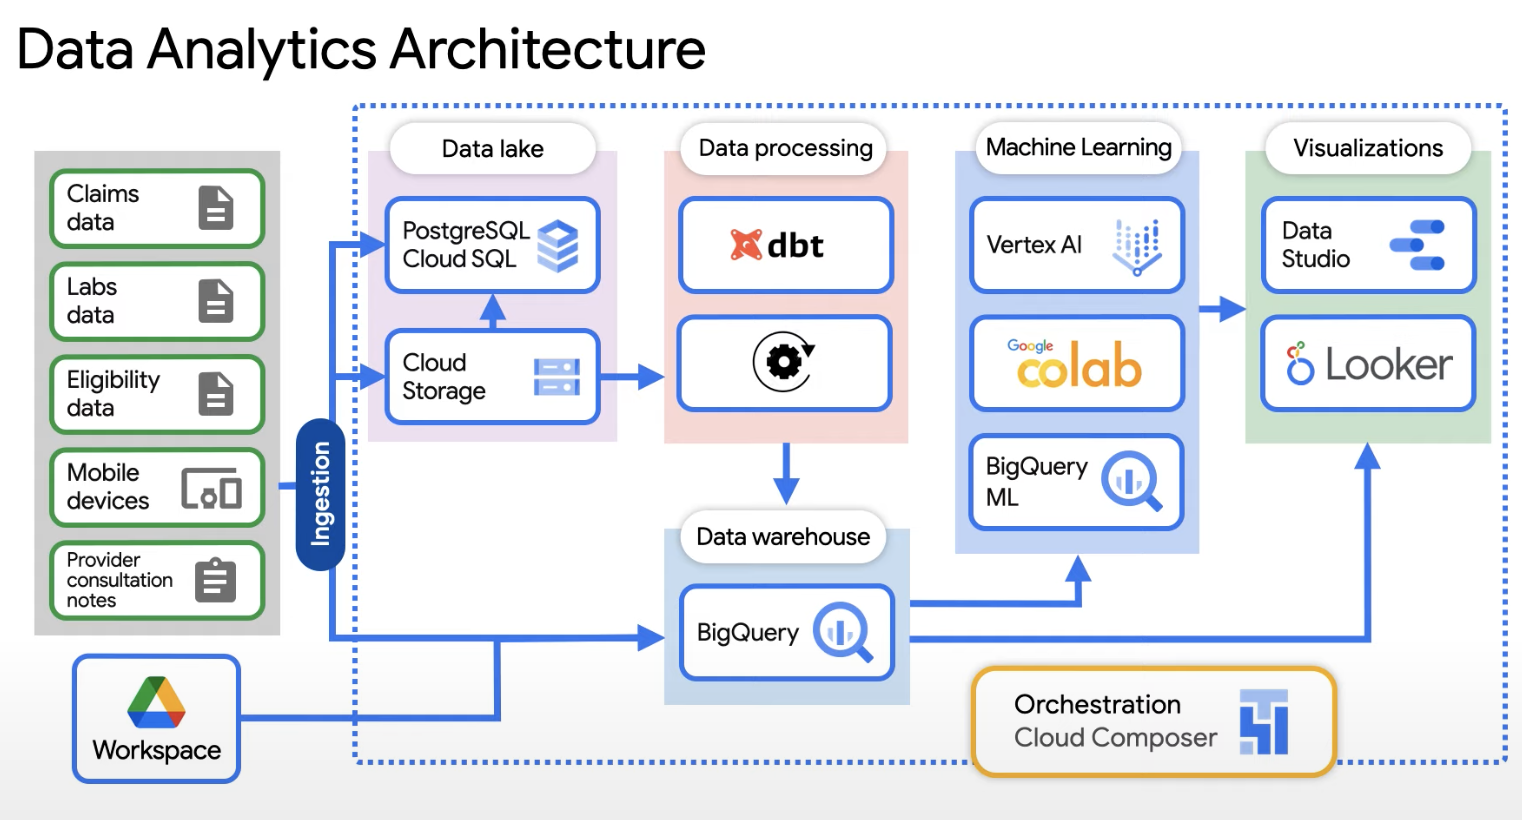 Data Analytics Architecture
Claims
data
Labs
data
Eligibility
data
Mobile
devices
Provider
consultation
notes
Workspace
Ingestion
Data lake
PostgreSQL
Cloud SQL
Cloud
Storage
Data processing
dbt
Data warehouse
BigQuery
Machine Learning
Vertex AI
Google
colab
BigQuery
ML
Visualizations
Data
Studio
Looker
Orchestration
Cloud Composer